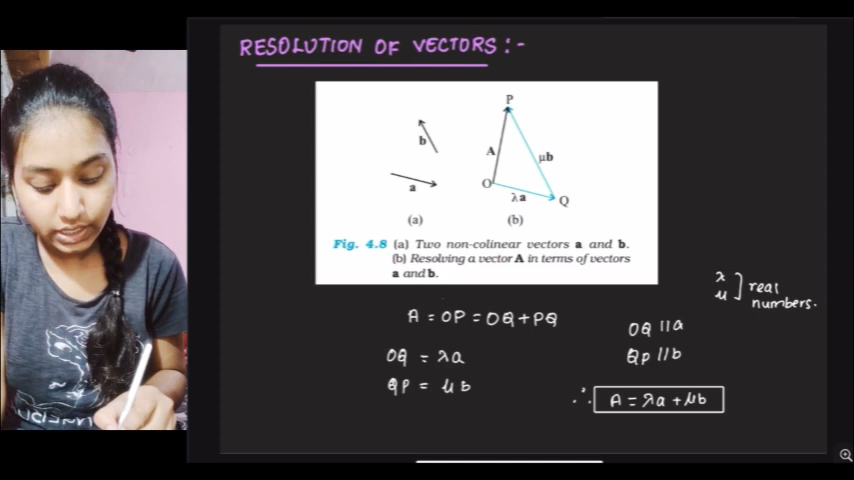 RESOLUTION OF VECTORS :-
P
b
A
μb
a
O
λa
Q
(a)
(b)
Fig. 4.8 (a) Two non-colinear vectors a and b.
(b) Resolving a vector A in terms of vectors
a and b.
λ
μ ] real
numbers.
A = OP = OQ + PQ
OQ = λa
QP = μb
OQ || a
QP || b
∴ A = λa + μb